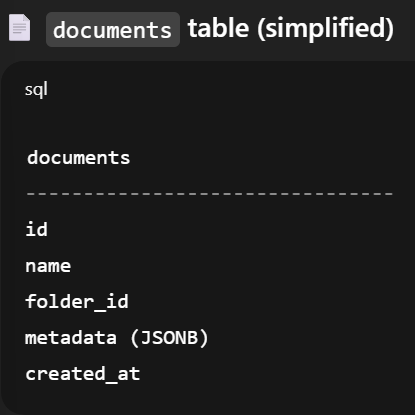 documents table (simplified)
sql
documents
--------------------------------
id
name
folder_id
metadata (JSONB)
created_at